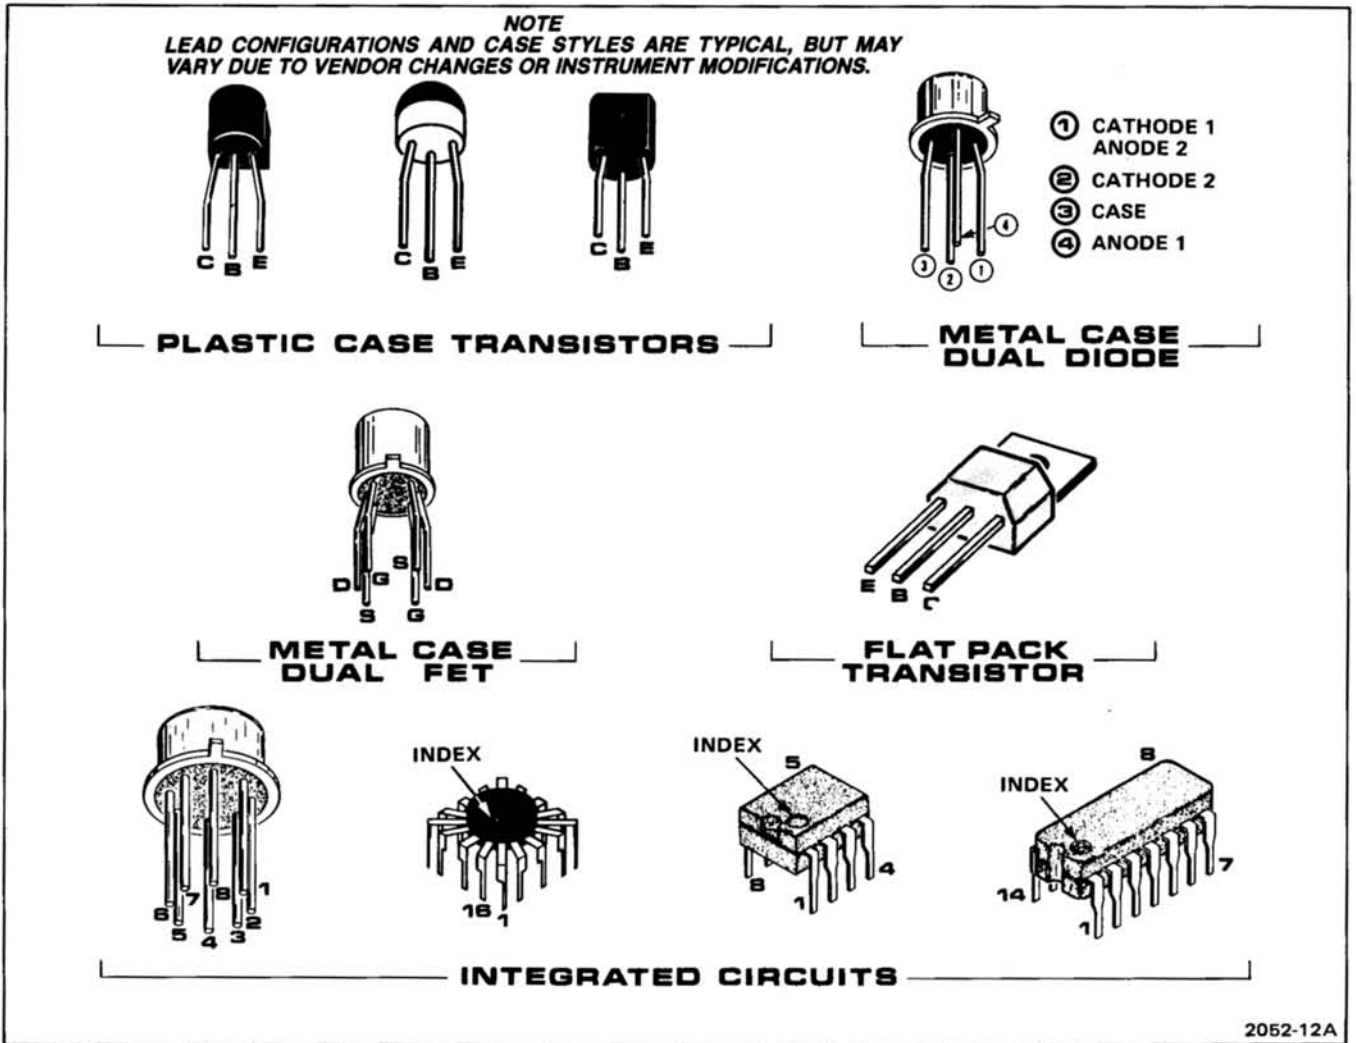 NOTE
LEAD CONFIGURATIONS AND CASE STYLES ARE TYPICAL, BUT MAY
VARY DUE TO VENDOR CHANGES OR INSTRUMENT MODIFICATIONS.
C B E
C B E
C B E
3 2 4 1
1 CATHODE 1
ANODE 2
2 CATHODE 2
3 CASE
4 ANODE 1
PLASTIC CASE TRANSISTORS
METAL CASE
DUAL DIODE
D G S D
S G
E B C
METAL CASE
DUAL FET
FLAT PACK
TRANSISTOR
6 5 7 4 8 3 1 2
INDEX
16 1
INDEX
5
8 4
1
INDEX
8
14 7
1
INTEGRATED CIRCUITS
2052-12A